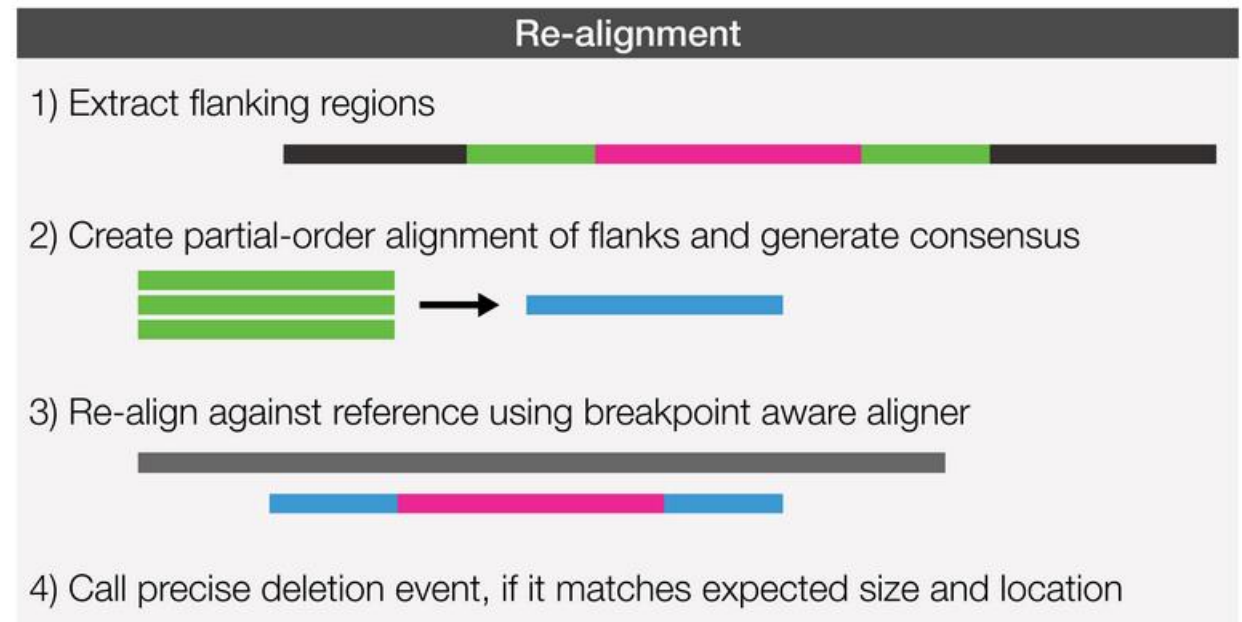 Re-alignment
1) Extract flanking regions
2) Create partial-order alignment of flanks and generate consensus
3) Re-align against reference using breakpoint aware aligner
4) Call precise deletion event, if it matches expected size and location